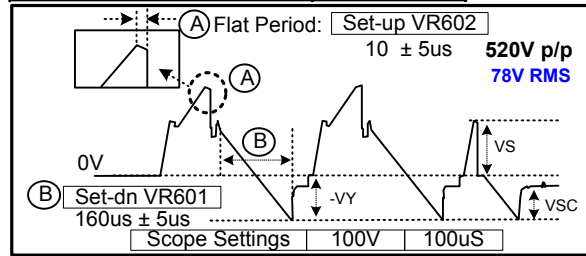 A Flat Period: Set-up VR602
10 ± 5us
520V p/p
78V RMS
A
B
0V
VS
-VY
VSC
B Set-dn VR601
160us ± 5us
Scope Settings 100V 100uS